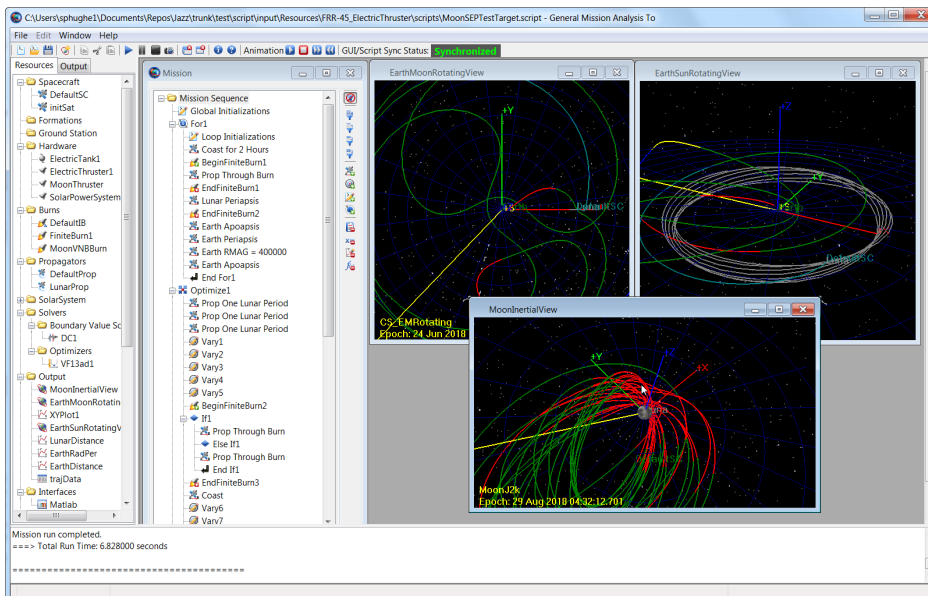 C:\Users\sphughe1\Documents\Repos\Jazz\trunk\test\script\input\Resources\FRR-45_ElectricThruster\scripts\MoonSEPTestTarget.script - General Mission Analysis To
File Edit Window Help
Animation
GUI/Script Sync Status: Synchronized
Resources Output
Spacecraft
DefaultSC
initSat
Formations
Ground Station
Hardware
ElectricTank1
ElectricThruster1
MoonThruster
SolarPowerSystem
Burns
DefaultIB
FiniteBurn1
MoonVNBBurn
Propagators
DefaultProp
LunarProp
SolarSystem
Solvers
Boundary Value So
DC1
Optimizers
VF13ad1
Output
MoonInertialView
EarthMoonRotatin
XYPlot1
EarthSunRotatingV
LunarDistance
EarthRadPer
EarthDistance
trajData
Interfaces
Matlab
Mission
Mission Sequence
Global Initializations
For1
Loop Initializations
Coast for 2 Hours
BeginFiniteBurn1
Prop Through Burn
EndFiniteBurn1
Lunar Periapsis
EndFiniteBurn2
Earth Apoapsis
Earth Periapsis
Earth RMAG = 400000
Earth Apoapsis
End For1
Optimize1
Prop One Lunar Period
Prop One Lunar Period
Prop One Lunar Period
Vary1
Vary2
Vary3
Vary4
Vary5
BeginFiniteBurn2
If1
Prop Through Burn
Else If1
Prop Through Burn
End If1
EndFiniteBurn3
Coast
Vary6
Vary7
EarthMoonRotatingView
+Y
CS_EMRotating
Epoch: 24 Jun 2018
EarthSunRotatingView
+Z
+Y
DefaultSC
MoonInertialView
+Y
+Z
+X
Luna
DefaultSC
MoonJ2k
Epoch: 29 Aug 2018 04:32:12.701
Mission run completed.
===> Total Run Time: 6.828000 seconds
========================================